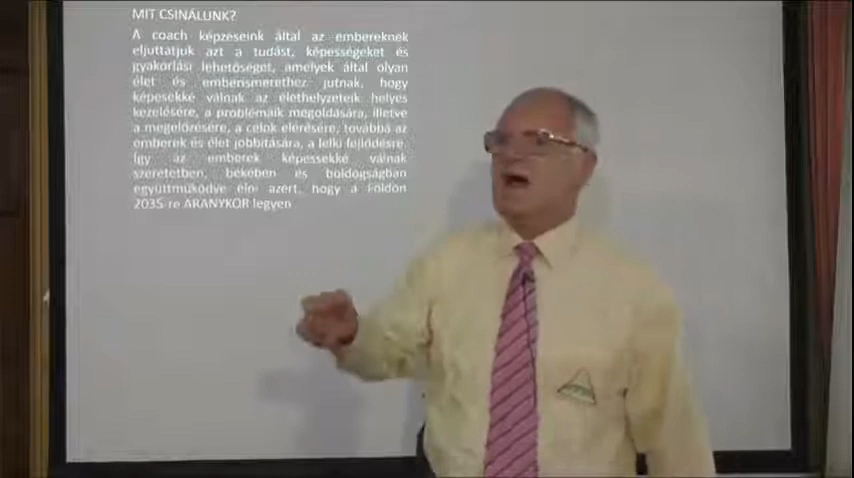 MIT CSINÁLUNK?
A coach képzéseink által az embereknek
eljuttatjuk azt a tudást, képességeket és
gyakorlási lehetőséget, amelyek által olyan
élet és emberismerethez jutnak, hogy
képesekké válnak az élethelyzeteik helyes
kezelésére, a problémáik megoldására, illetve
a megelőzésére, a célok elérésére, továbbá az
emberek és élet jobbítására, a lelki fejlődésre.
Így az emberek képessekké válnak
szeretetben, békében és boldogságban
együttműködve élni azért, hogy a Földön
2035-re ARANYKOR legyen